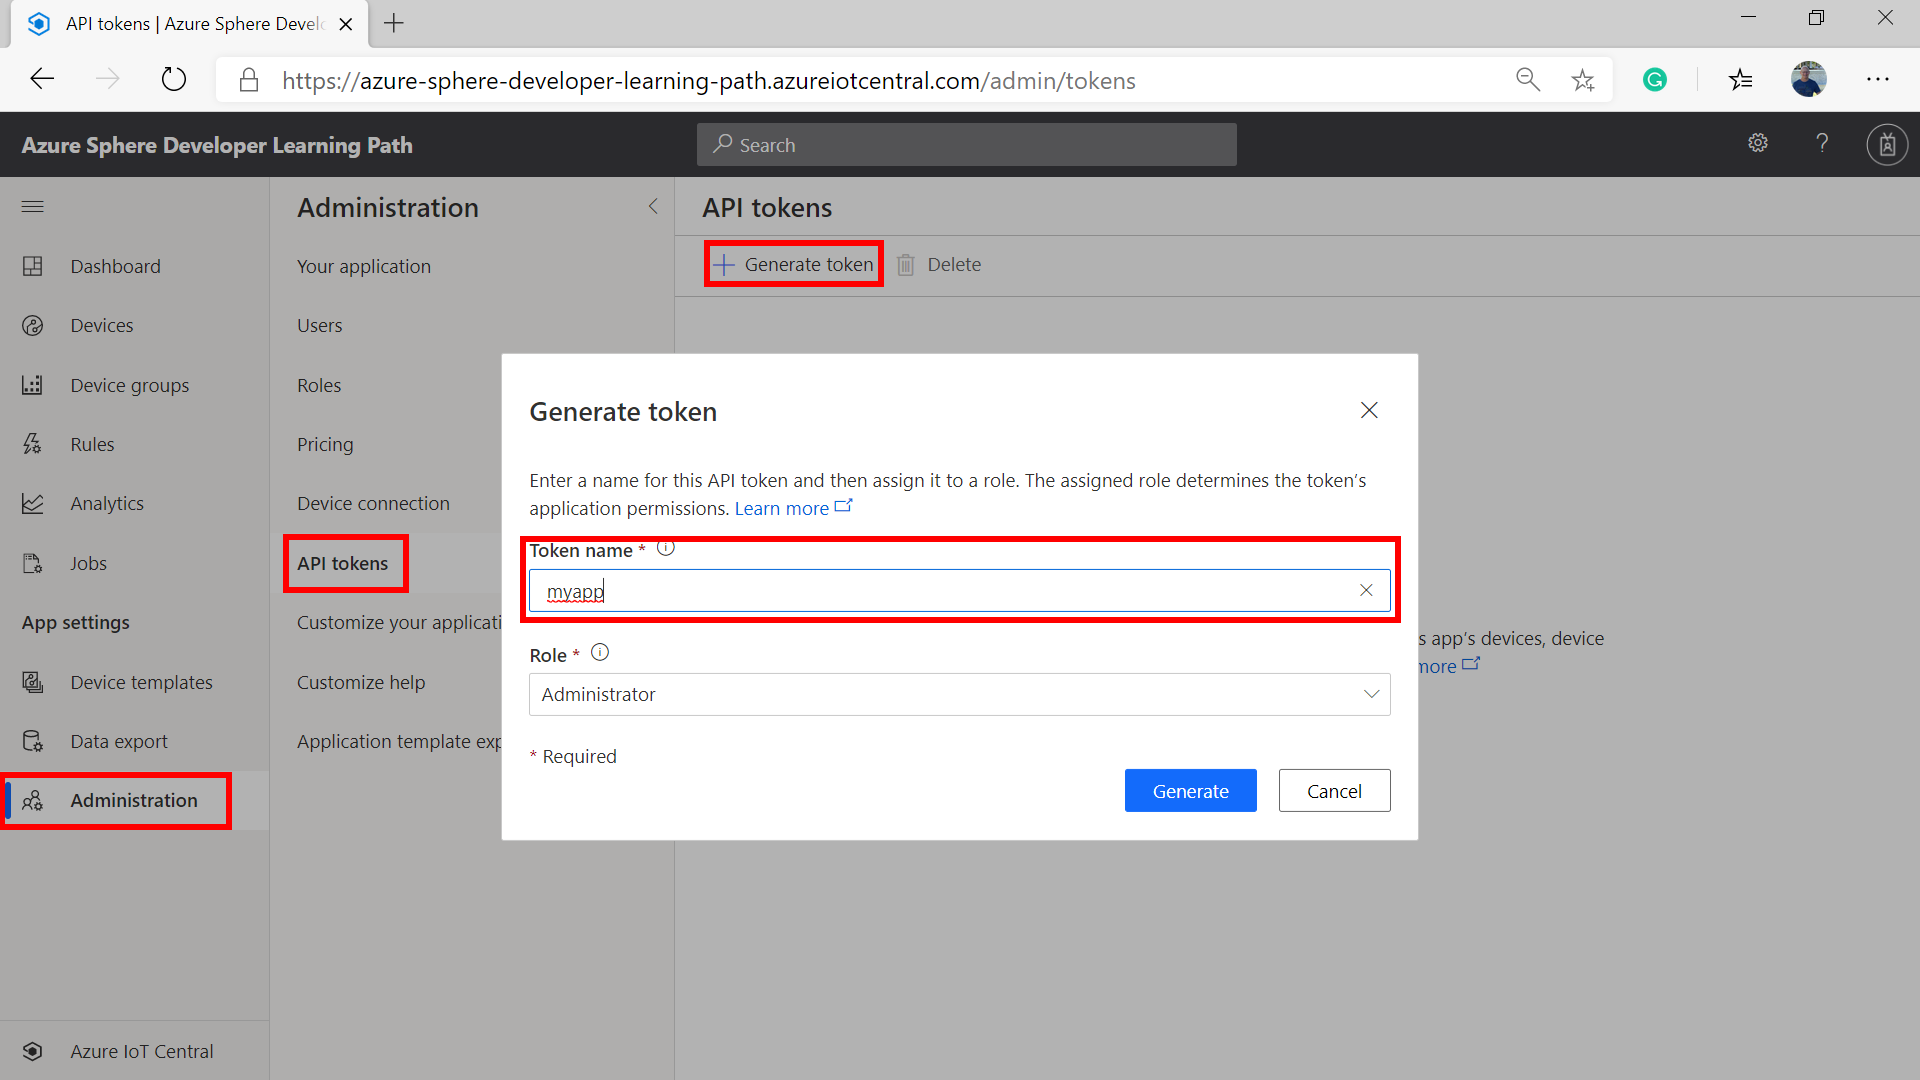 API tokens | Azure Sphere Devel
https://azure-sphere-developer-learning-path.azureiotcentral.com/admin/tokens
Azure Sphere Developer Learning Path
Search
?
Dashboard
Devices
Device groups
Rules
Analytics
Jobs
App settings
Device templates
Data export
Administration
Azure IoT Central
Administration
Your application
Users
Roles
Pricing
Device connection
API tokens
Customize your applicati
Customize help
Application template exp
API tokens
Generate token
Delete
s app's devices, device
more
Generate token
Enter a name for this API token and then assign it to a role. The assigned role determines the token's
application permissions. Learn more
Token name *
myapp
Role *
Administrator
* Required
Generate
Cancel